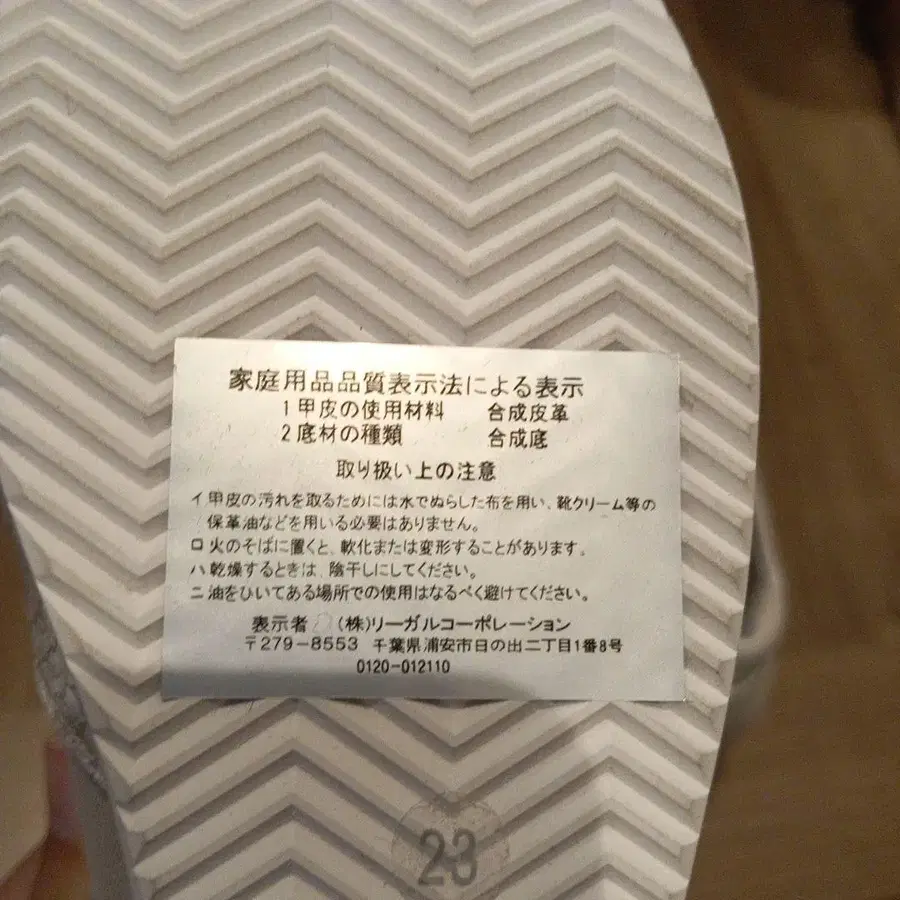 家庭用品品質表示法による表示
1甲皮の使用材料 合成皮革
2底材の種類 合成底
取り扱い上の注意
イ 甲皮の汚れを取るためには水でぬらした布を用い、靴クリーム等の
保革油などを用いる必要はありません。
ロ 火のそばに置くと、軟化または変形することがあります。
ハ 乾燥するときは、陰干しにしてください。
ニ 油をひいてある場所での使用はなるべく避けてください。
表示者 (株)リーガルコーポレーション
〒279-8553 千葉県浦安市日の出二丁目1番8号
0120-012110
23